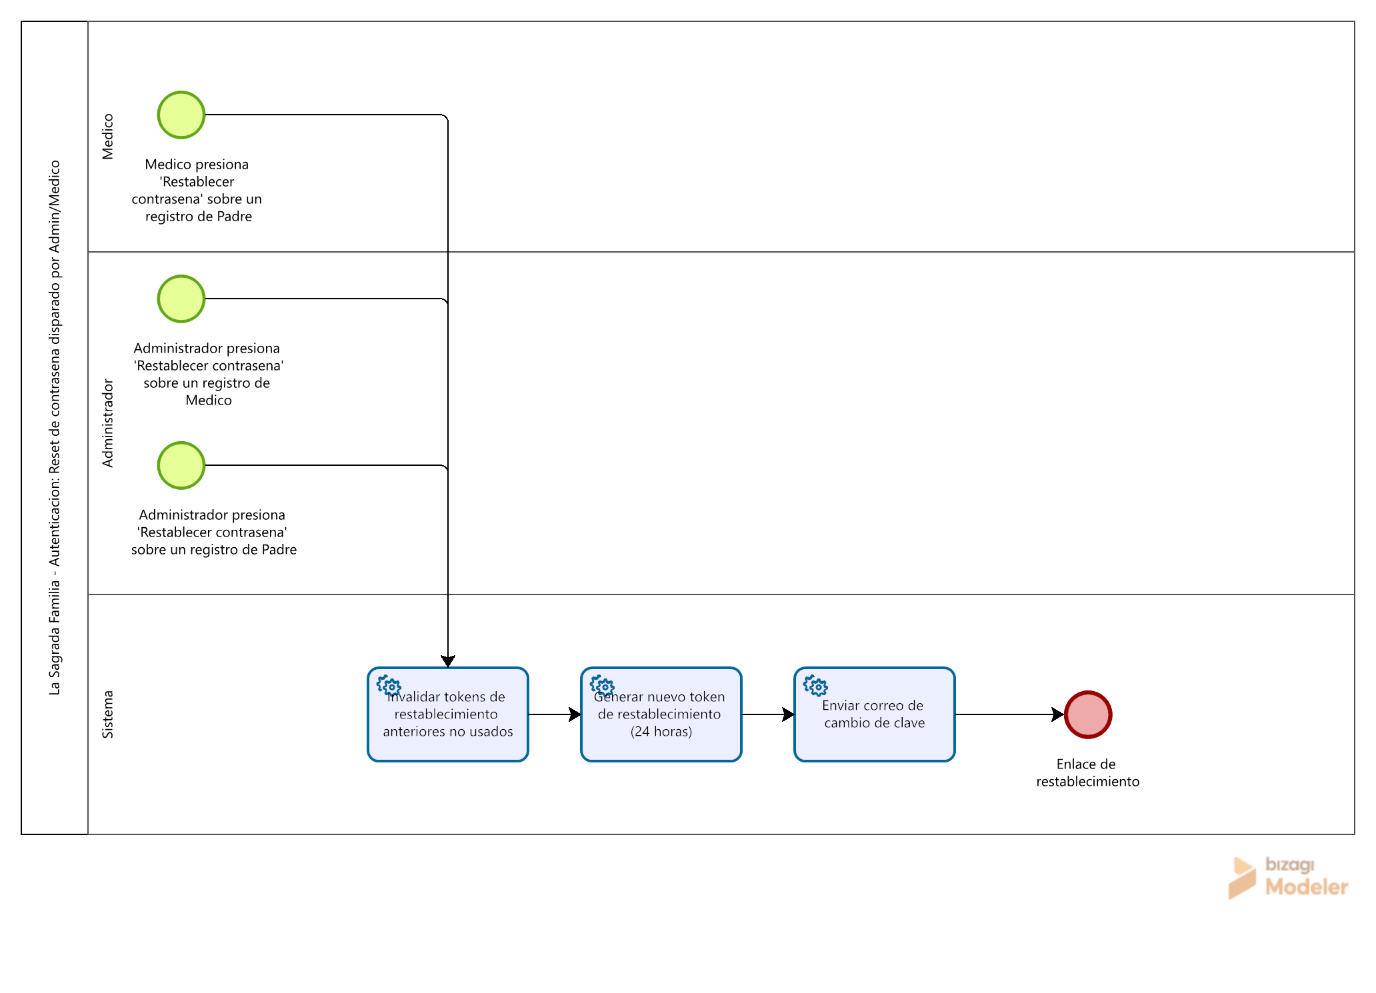 La Sagrada Familia - Autenticacion: Reset de contrasena disparado por Admin/Medico
Medico
Medico presiona
'Restablecer
contrasena' sobre un
registro de Padre
Administrador
Administrador presiona
'Restablecer contrasena'
sobre un registro de
Medico
Administrador presiona
'Restablecer contrasena'
sobre un registro de Padre
Sistema
Invalidar tokens de
restablecimiento
anteriores no usados
Generar nuevo token
de restablecimiento
(24 horas)
Enviar correo de
cambio de clave
Enlace de
restablecimiento
bizagi
Modeler